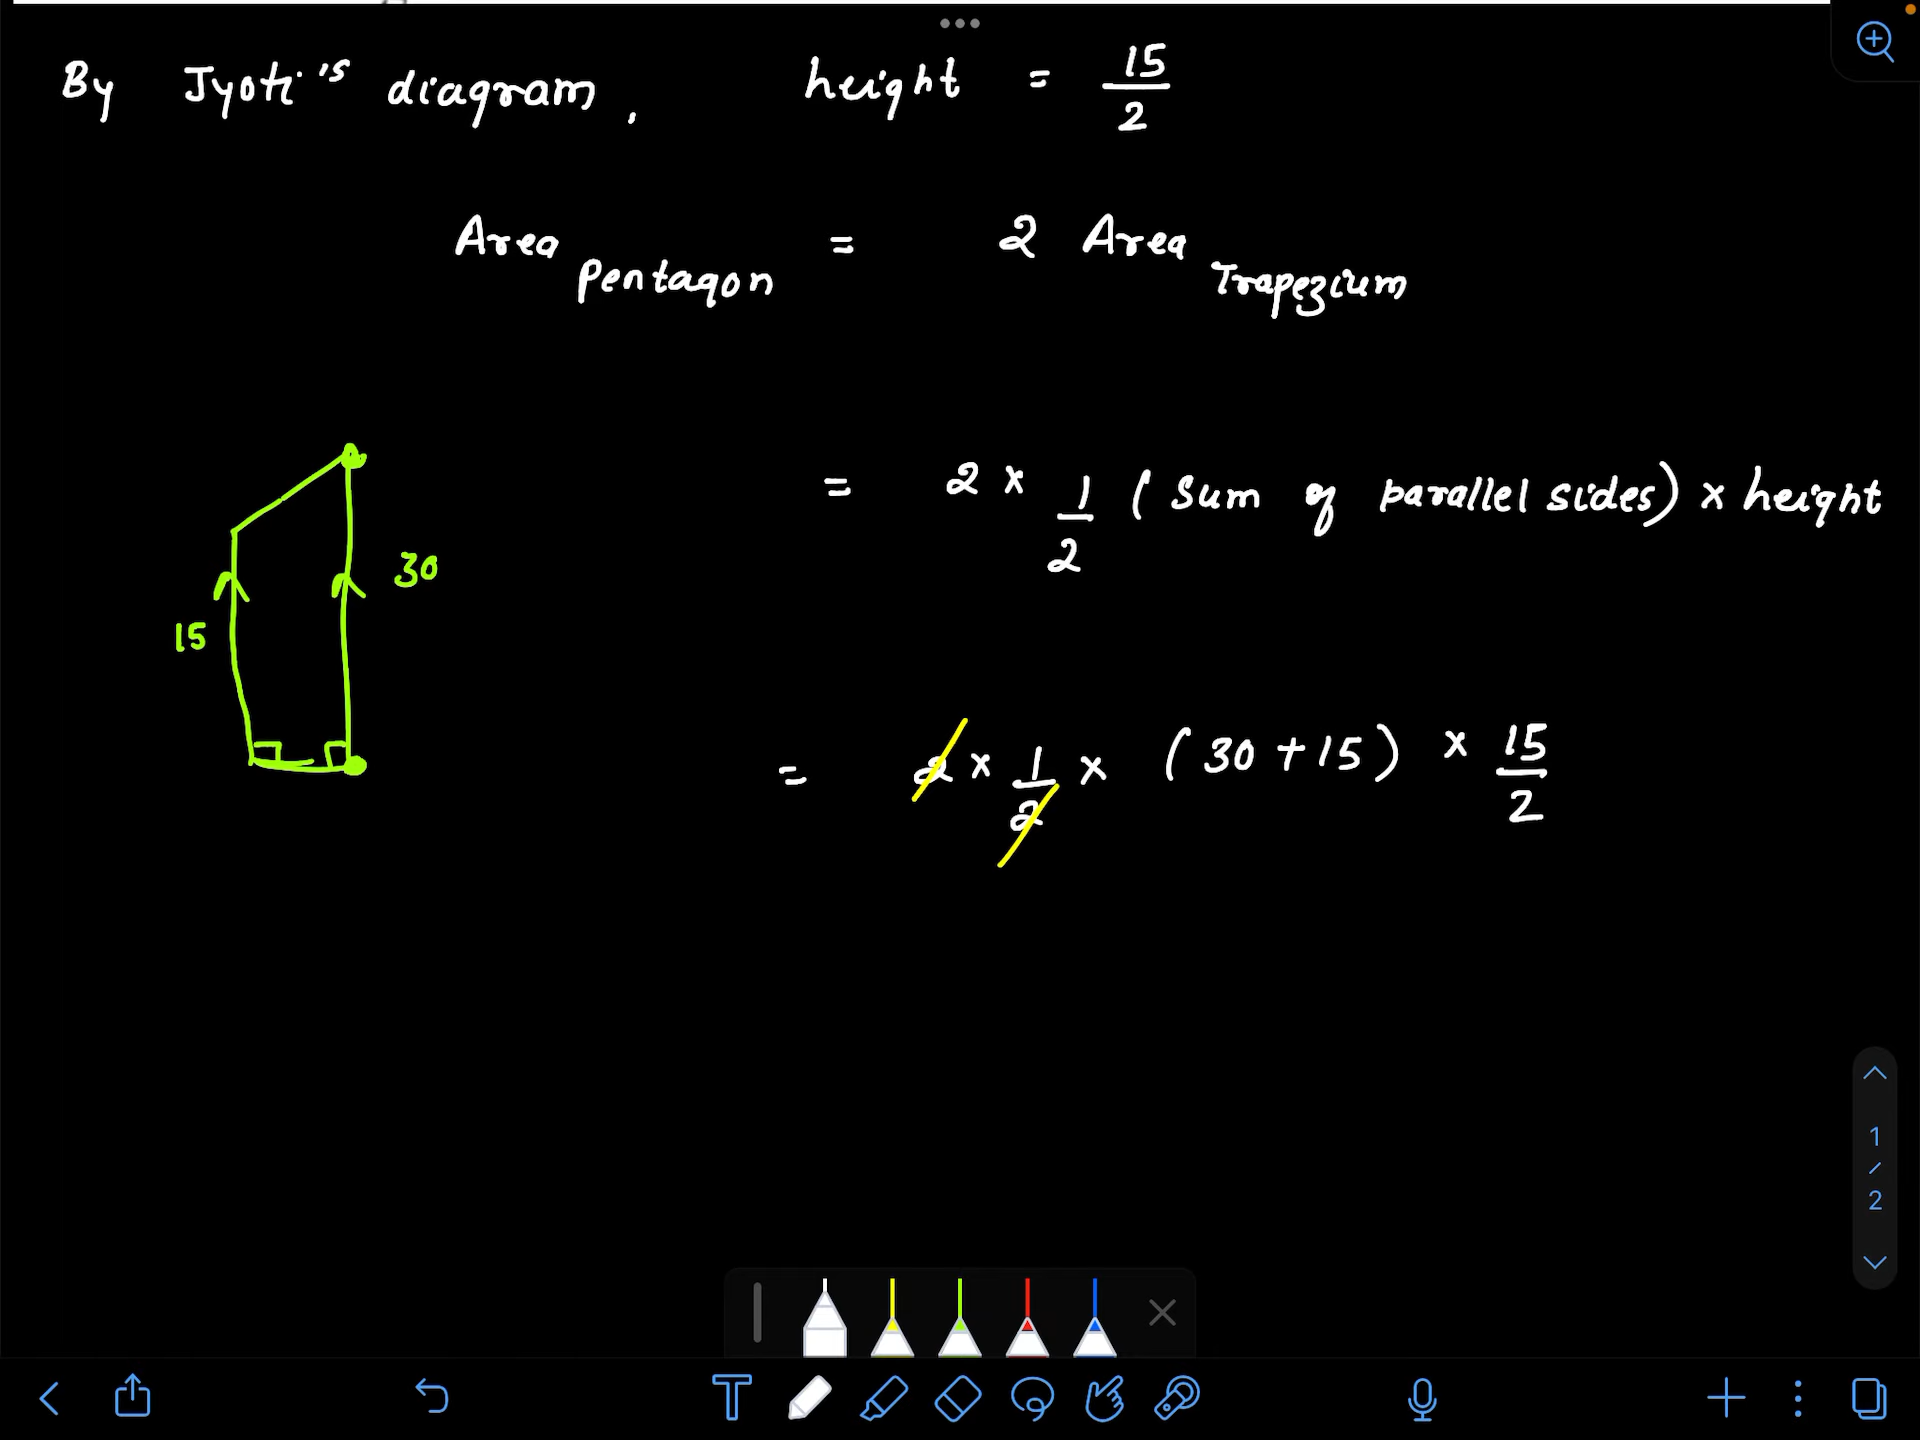 By Jyoti's diagram, height = 15/2
Area Pentagon = 2 Area Trapezium
= 2 × 1/2 (Sum of parallel sides) × height
30
15
= 2 × 1/2 × (30 + 15) × 15/2
1
/
2
T